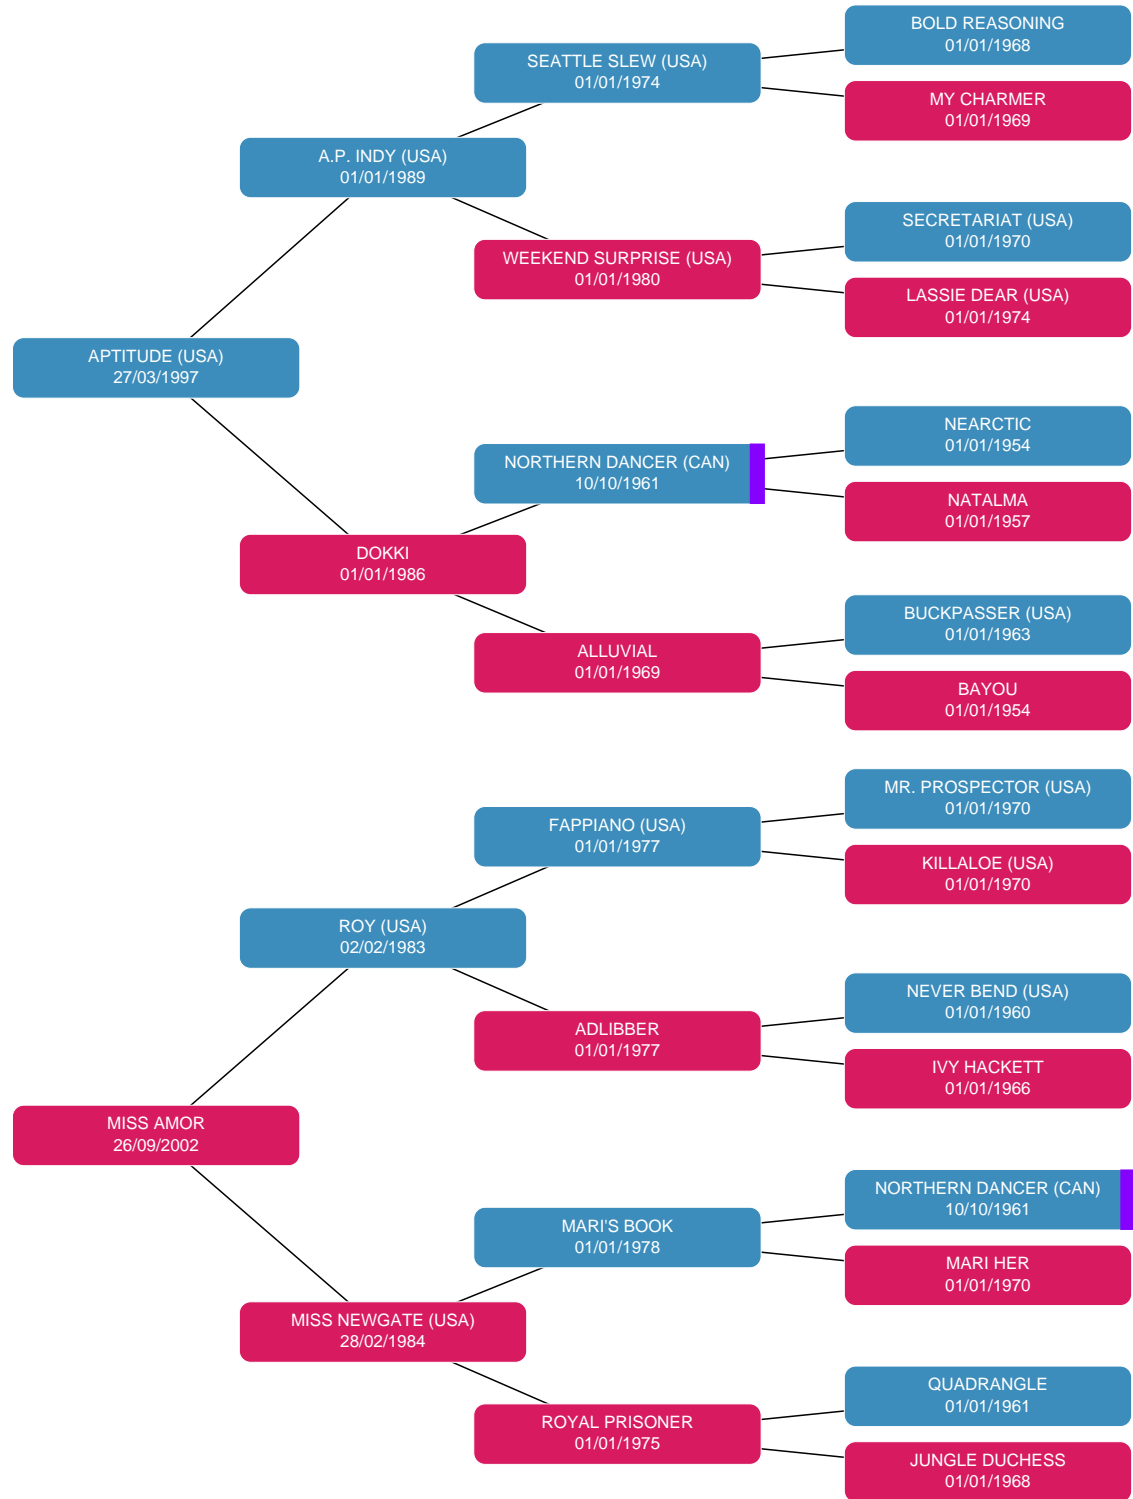 BOLD REASONING
01/01/1968
SEATTLE SLEW (USA)
01/01/1974
MY CHARMER
01/01/1969
A.P. INDY (USA)
01/01/1989
SECRETARIAT (USA)
01/01/1970
WEEKEND SURPRISE (USA)
01/01/1980
LASSIE DEAR (USA)
01/01/1974
APTITUDE (USA)
27/03/1997
NEARCTIC
01/01/1954
NORTHERN DANCER (CAN)
10/10/1961
NATALMA
01/01/1957
DOKKI
01/01/1986
BUCKPASSER (USA)
01/01/1963
ALLUVIAL
01/01/1969
BAYOU
01/01/1954
MR. PROSPECTOR (USA)
01/01/1970
FAPPIANO (USA)
01/01/1977
KILLALOE (USA)
01/01/1970
ROY (USA)
02/02/1983
NEVER BEND (USA)
01/01/1960
ADLIBBER
01/01/1977
IVY HACKETT
01/01/1966
MISS AMOR
26/09/2002
NORTHERN DANCER (CAN)
10/10/1961
MARI'S BOOK
01/01/1978
MARI HER
01/01/1970
MISS NEWGATE (USA)
28/02/1984
QUADRANGLE
01/01/1961
ROYAL PRISONER
01/01/1975
JUNGLE DUCHESS
01/01/1968